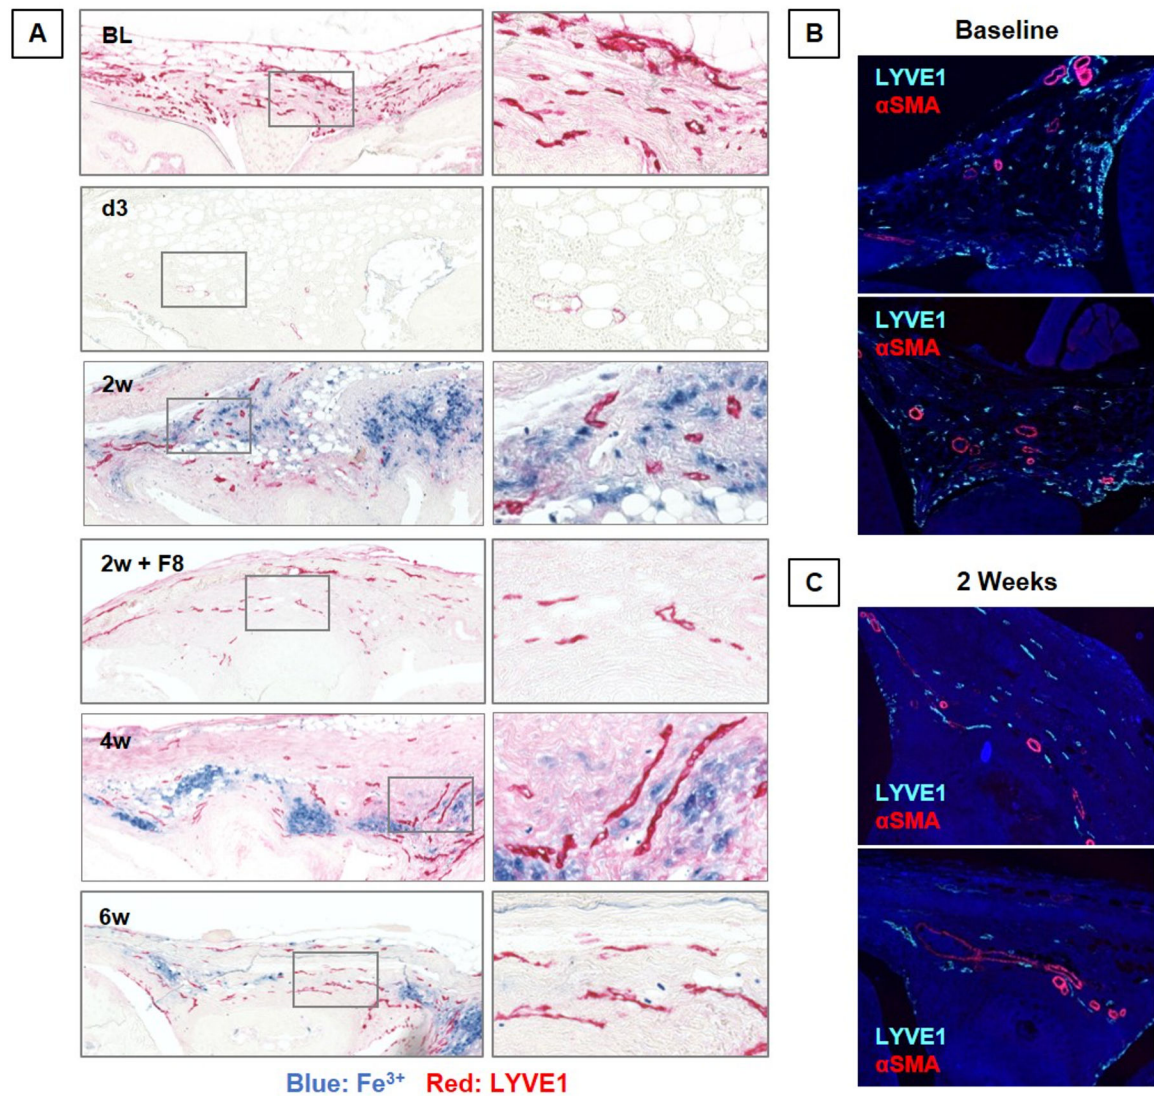 A
BL
d3
2w
2w + F8
4w
6w
Blue: Fe³⁺ Red: LYVE1
B
Baseline
LYVE1
αSMA
LYVE1
αSMA
C
2 Weeks
LYVE1
αSMA
LYVE1
αSMA